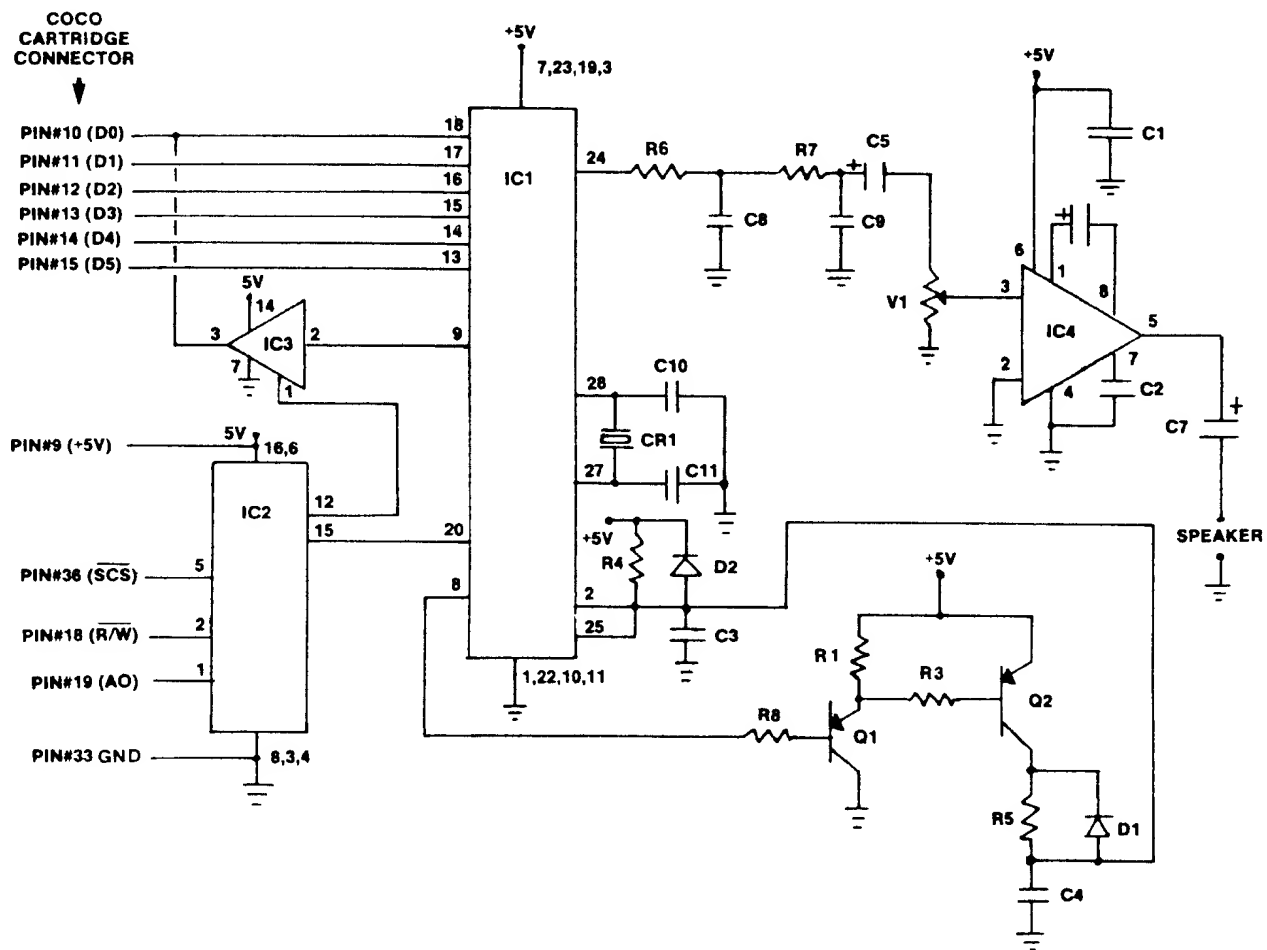 COCO
CARTRIDGE
CONNECTOR
+5V
7,23,19,3
+5V
PIN#10 (D0)
18
PIN#11 (D1)
17
PIN#12 (D2)
16
PIN#13 (D3)
15
PIN#14 (D4)
14
PIN#15 (D5)
13
IC1
24
R6
R7
+
C5
C8
C9
C1
+
6
1
8
V1
3
IC4
5
2
4
7
C2
C7
+
5V
14
3
IC3
2
7
1
9
28
C10
CR1
27
C11
PIN#9 (+5V)
5V
16,6
IC2
12
15
20
PIN#36 (SCS)
5
PIN#18 (R/W)
2
PIN#19 (AO)
1
PIN#33 GND
8,3,4
8
+5V
R4
D2
2
25
C3
1,22,10,11
SPEAKER
+5V
R1
R3
Q2
R8
Q1
R5
D1
C4